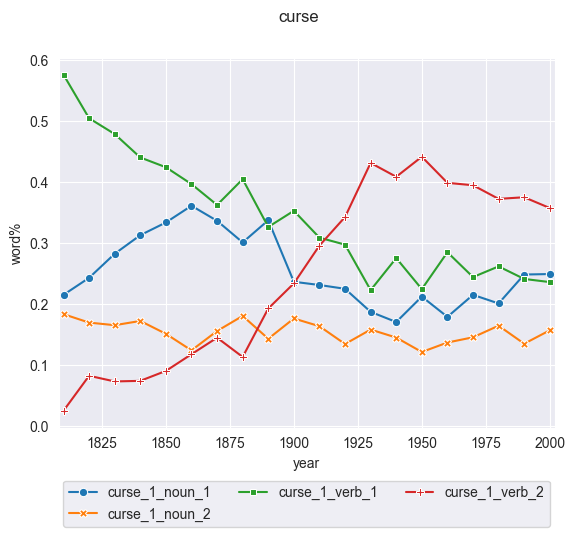 curse
0.6
0.5
0.4
0.3
0.2
0.1
0.0
word%
1825 1850 1875 1900 1925 1950 1975 2000
year
curse_1_noun_1 curse_1_verb_1 curse_1_verb_2
curse_1_noun_2